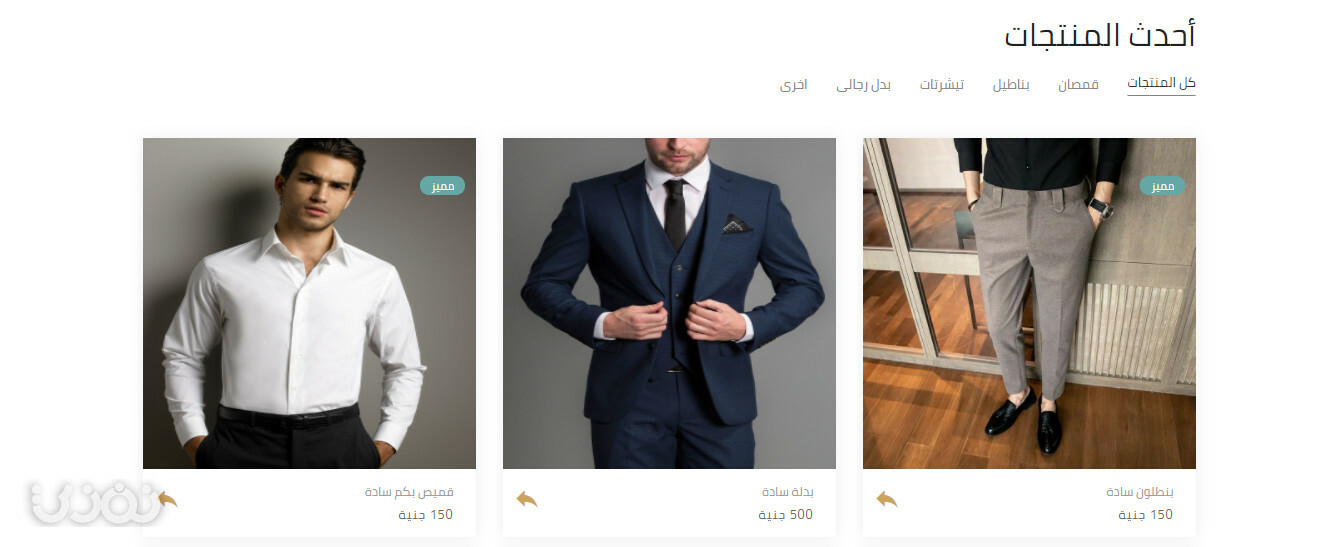 أحدث المنتجات
كل المنتجات قمصان بناطيل تيشرتات بدل رجالى اخرى
مميز
مميز
بنطلون سادة
150 جنية
بدلة سادة
500 جنية
قميص بكم سادة
150 جنية